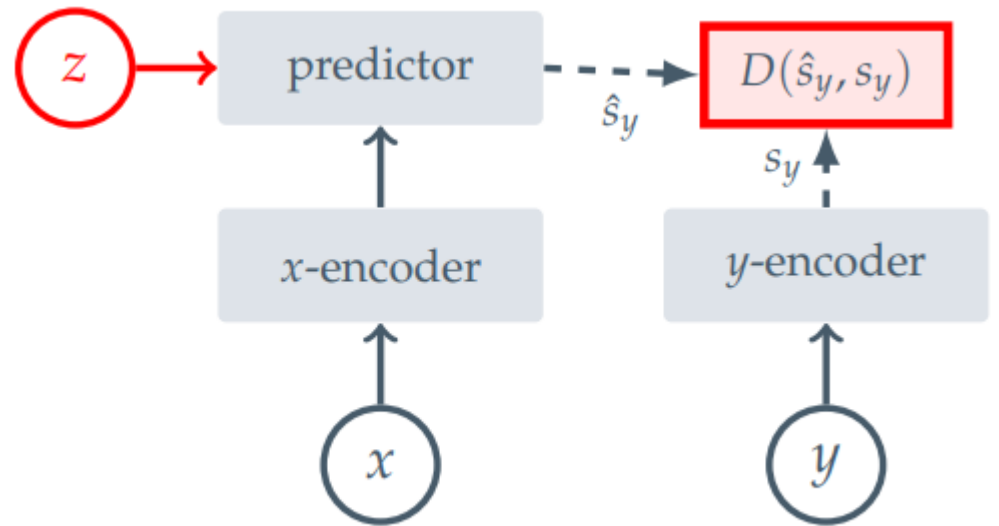 z
predictor
D(ŝ_y, s_y)
ŝ_y
s_y
x-encoder
y-encoder
x
y